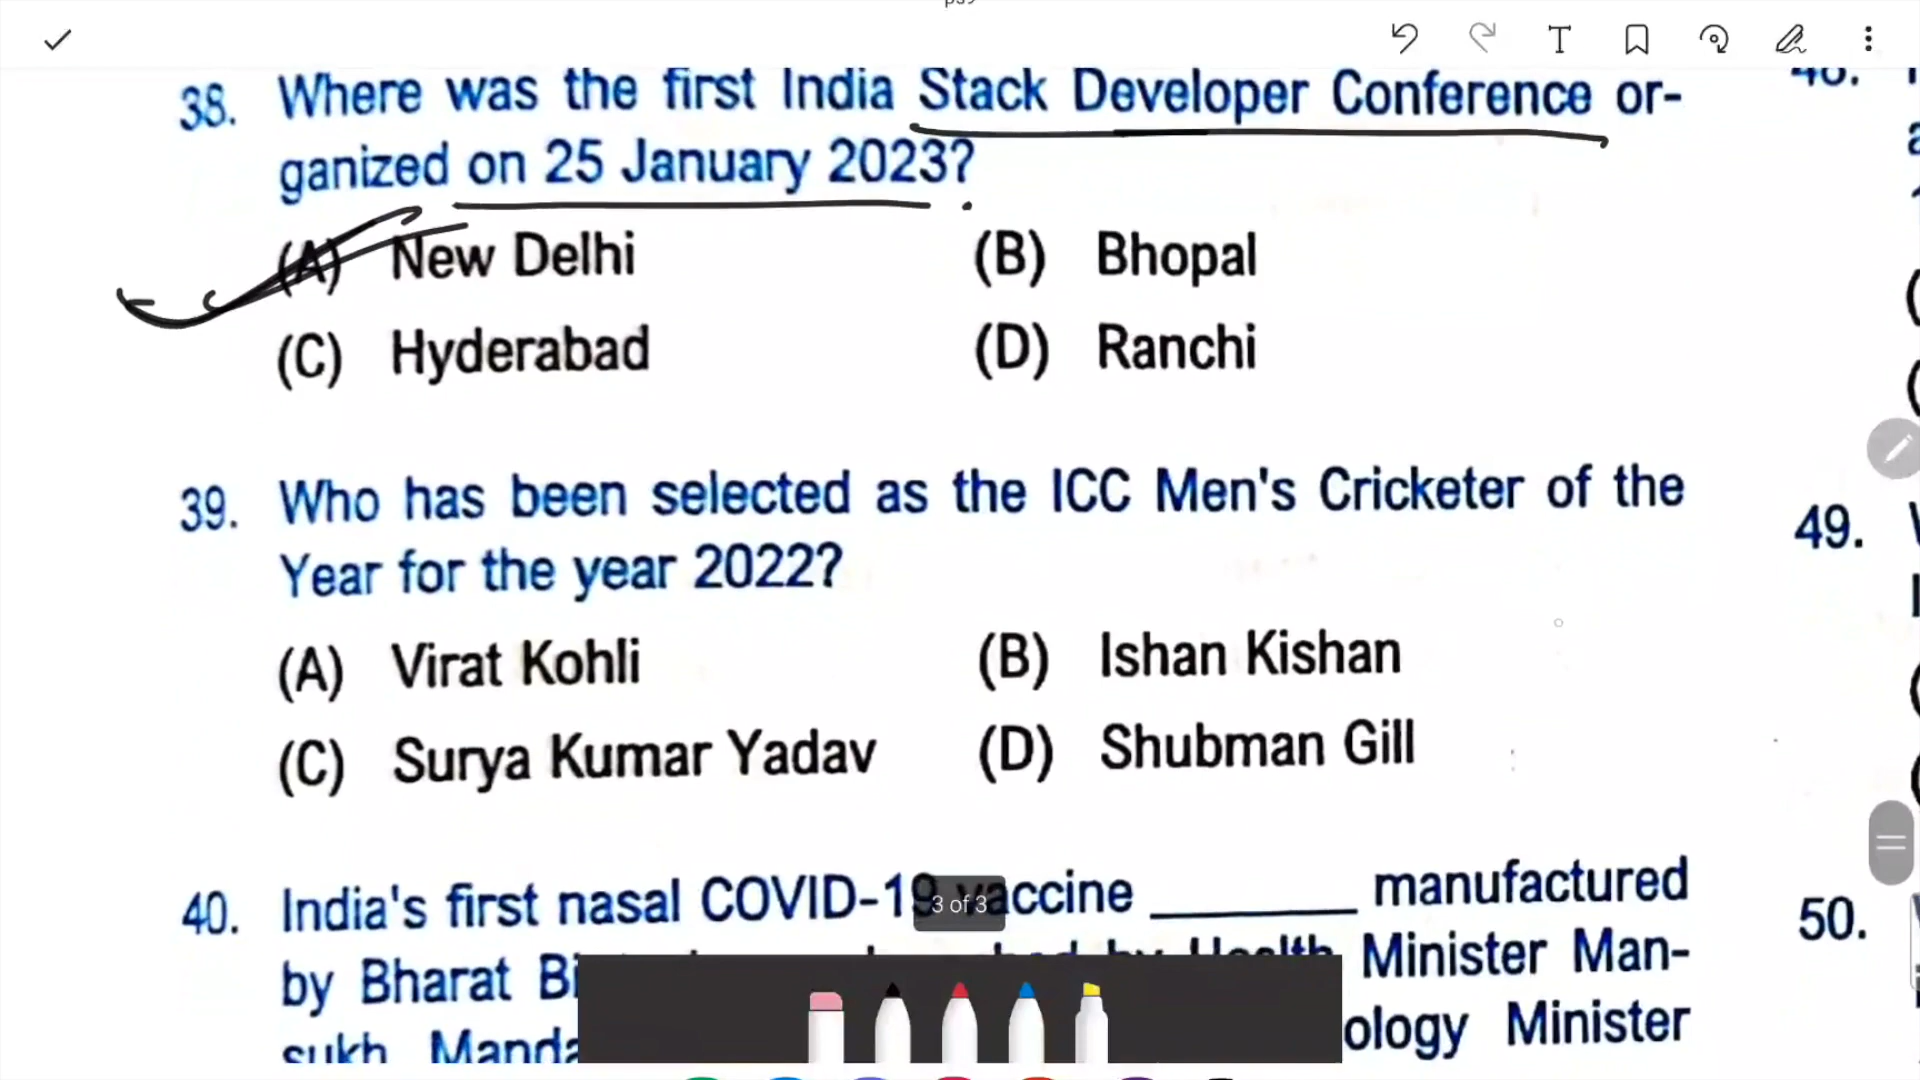 38. Where was the first India Stack Developer Conference or-
ganized on 25 January 2023?
(A) New Delhi (B) Bhopal
(C) Hyderabad (D) Ranchi
39. Who has been selected as the ICC Men's Cricketer of the
Year for the year 2022?
(A) Virat Kohli (B) Ishan Kishan
(C) Surya Kumar Yadav (D) Shubman Gill
40. India's first nasal COVID-19 vaccine ______ manufactured
3 of 3
by Bharat Minister Man-
sukh ology Minister
49.
50.